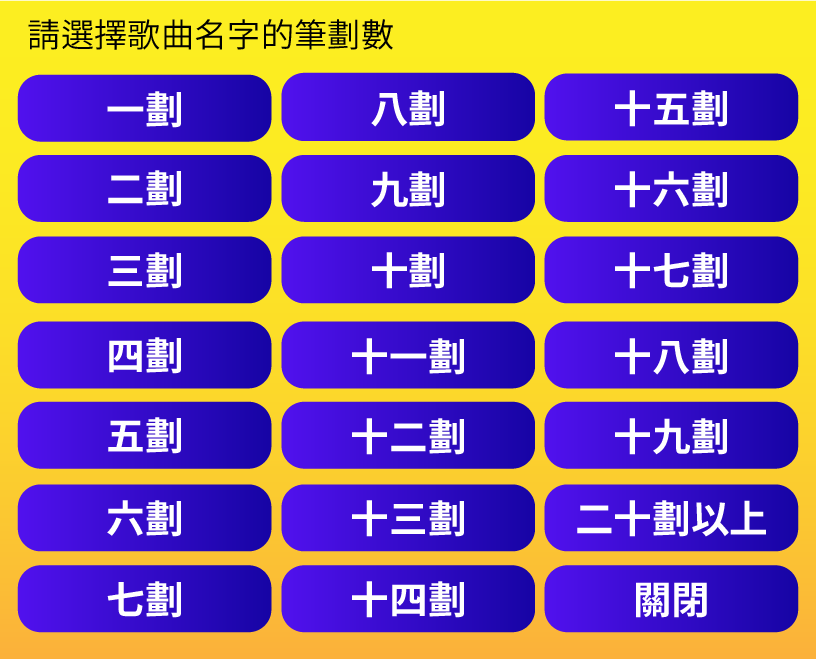 請選擇歌曲名字的筆劃數
一劃
八劃
十五劃
二劃
九劃
十六劃
三劃
十劃
十七劃
四劃
十一劃
十八劃
五劃
十二劃
十九劃
六劃
十三劃
二十劃以上
七劃
十四劃
關閉